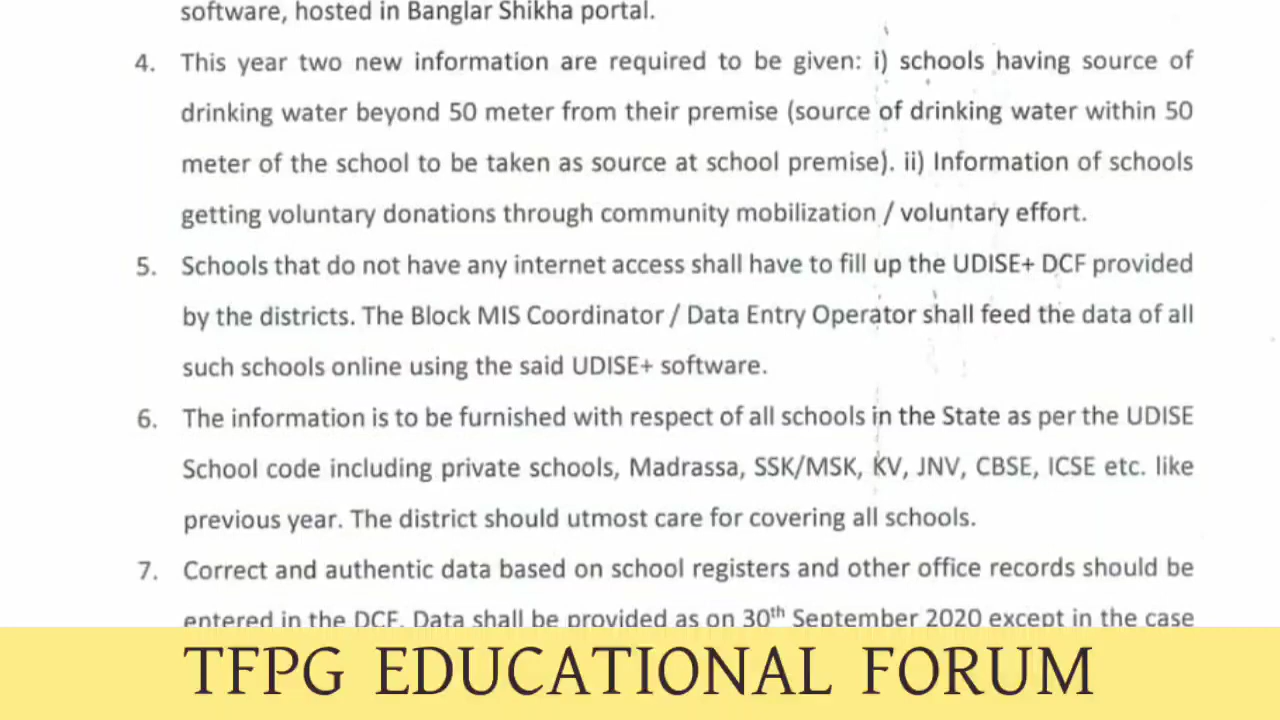 software, hosted in Banglar Shikha portal.
4. This year two new information are required to be given: i) schools having source of
drinking water beyond 50 meter from their premise (source of drinking water within 50
meter of the school to be taken as source at school premise). ii) Information of schools
getting voluntary donations through community mobilization / voluntary effort.
5. Schools that do not have any internet access shall have to fill up the UDISE+ DCF provided
by the districts. The Block MIS Coordinator / Data Entry Operator shall feed the data of all
such schools online using the said UDISE+ software.
6. The information is to be furnished with respect of all schools in the State as per the UDISE
School code including private schools, Madrassa, SSK/MSK, KV, JNV, CBSE, ICSE etc. like
previous year. The district should utmost care for covering all schools.
7. Correct and authentic data based on school registers and other office records should be
entered in the DCF. Data shall be provided as on 30th September 2020 except in the case
TFPG EDUCATIONAL FORUM